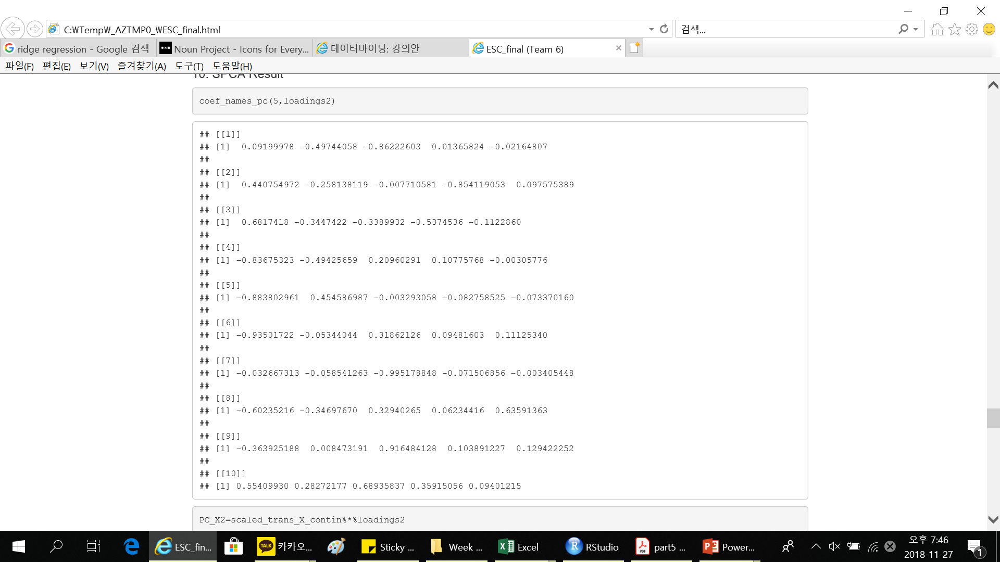 C:₩Temp₩_AZTMP0_₩ESC_final.html
검색...
ridge regression - Google 검색
Noun Project - Icons for Every...
데이터마이닝: 강의안
ESC_final (Team 6)
파일(F) 편집(E) 보기(V) 즐겨찾기(A) 도구(T) 도움말(H)
10. SPCA Result
coef_names_pc(5,loadings2)
## [[1]]
## [1]  0.09199978 -0.49744058 -0.86222603  0.01365824 -0.02164807
##
## [[2]]
## [1]  0.440754972 -0.258138119 -0.007710581 -0.854119053  0.097575389
##
## [[3]]
## [1]  0.6817418 -0.3447422 -0.3389932 -0.5374536 -0.1122860
##
## [[4]]
## [1] -0.83675323 -0.49425659  0.20960291  0.10775768 -0.00305776
##
## [[5]]
## [1] -0.883802961  0.454586987 -0.003293058 -0.082758525 -0.073370160
##
## [[6]]
## [1] -0.93501722 -0.05344044  0.31862126  0.09481603  0.11125340
##
## [[7]]
## [1] -0.032667313 -0.058541263 -0.995178848 -0.071506856 -0.003405448
##
## [[8]]
## [1] -0.60235216 -0.34697670  0.32940265  0.06234416  0.63591363
##
## [[9]]
## [1] -0.363925188  0.008473191  0.916484128  0.103891227  0.129422252
##
## [[10]]
## [1] 0.55409930 0.28272177 0.68935837 0.35915056 0.09401215
PC_X2=scaled_trans_X_contin%*%loadings2
ESC_fin...
TALK
카카오...
Sticky ...
Week ...
Excel
RStudio
part5 ...
Power...
오후 7:46
2018-11-27
1